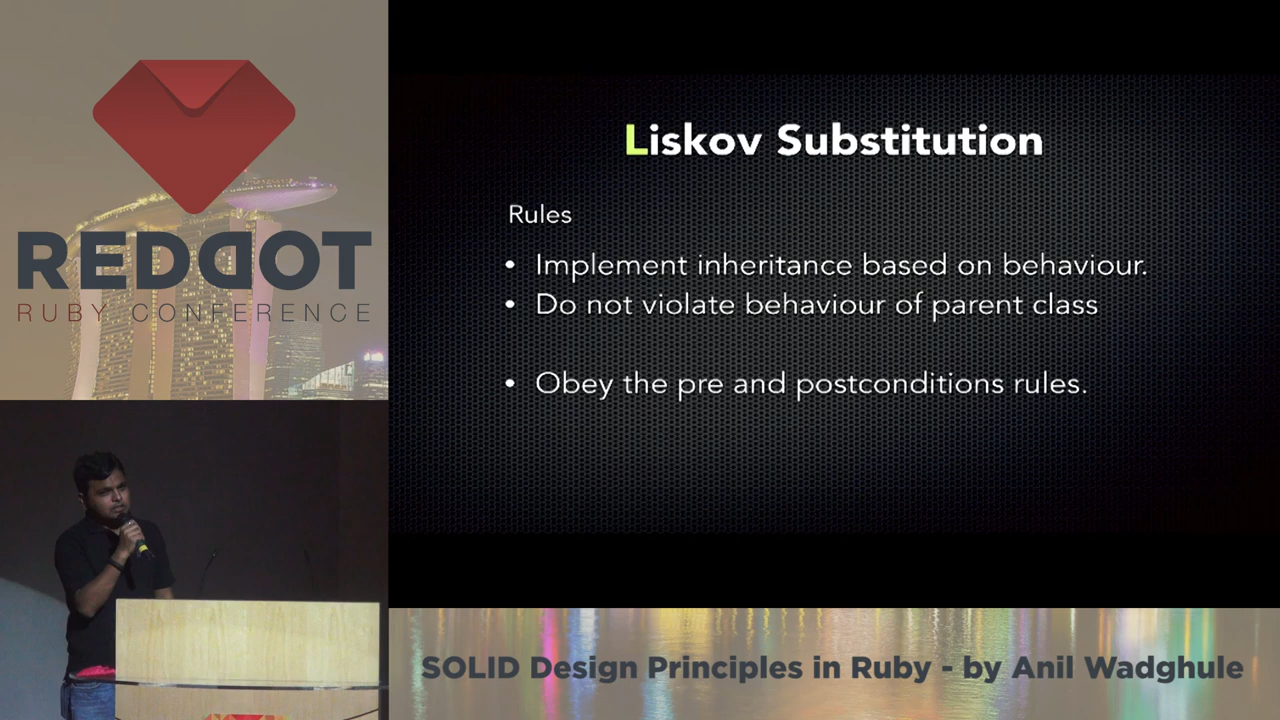 REDDOT
RUBY CONFERENCE
Liskov Substitution
Rules
• Implement inheritance based on behaviour.
• Do not violate behaviour of parent class
• Obey the pre and postconditions rules.
SOLID Design Principles in Ruby - by Anil Wadghule